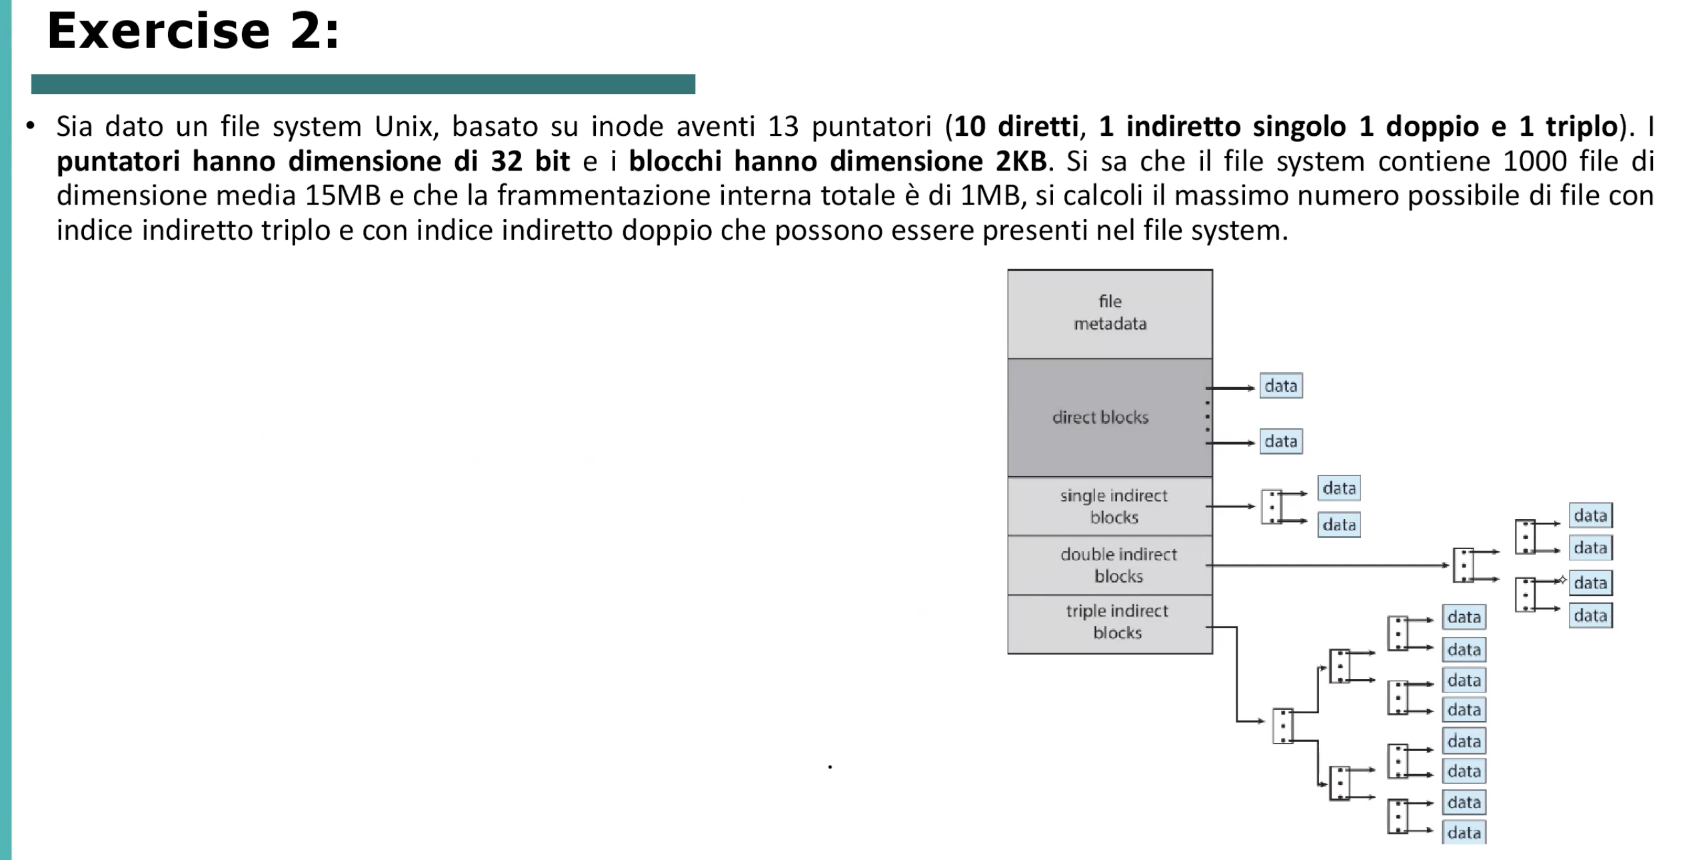 Exercise 2:
• Sia dato un file system Unix, basato su inode aventi 13 puntatori (10 diretti, 1 indiretto singolo 1 doppio e 1 triplo). I
puntatori hanno dimensione di 32 bit e i blocchi hanno dimensione 2KB. Si sa che il file system contiene 1000 file di
dimensione media 15MB e che la frammentazione interna totale è di 1MB, si calcoli il massimo numero possibile di file con
indice indiretto triplo e con indice indiretto doppio che possono essere presenti nel file system.
file
metadata
direct blocks
data
data
single indirect
blocks
data
data
double indirect
blocks
data
data
data
data
triple indirect
blocks
data
data
data
data
data
data
data
data